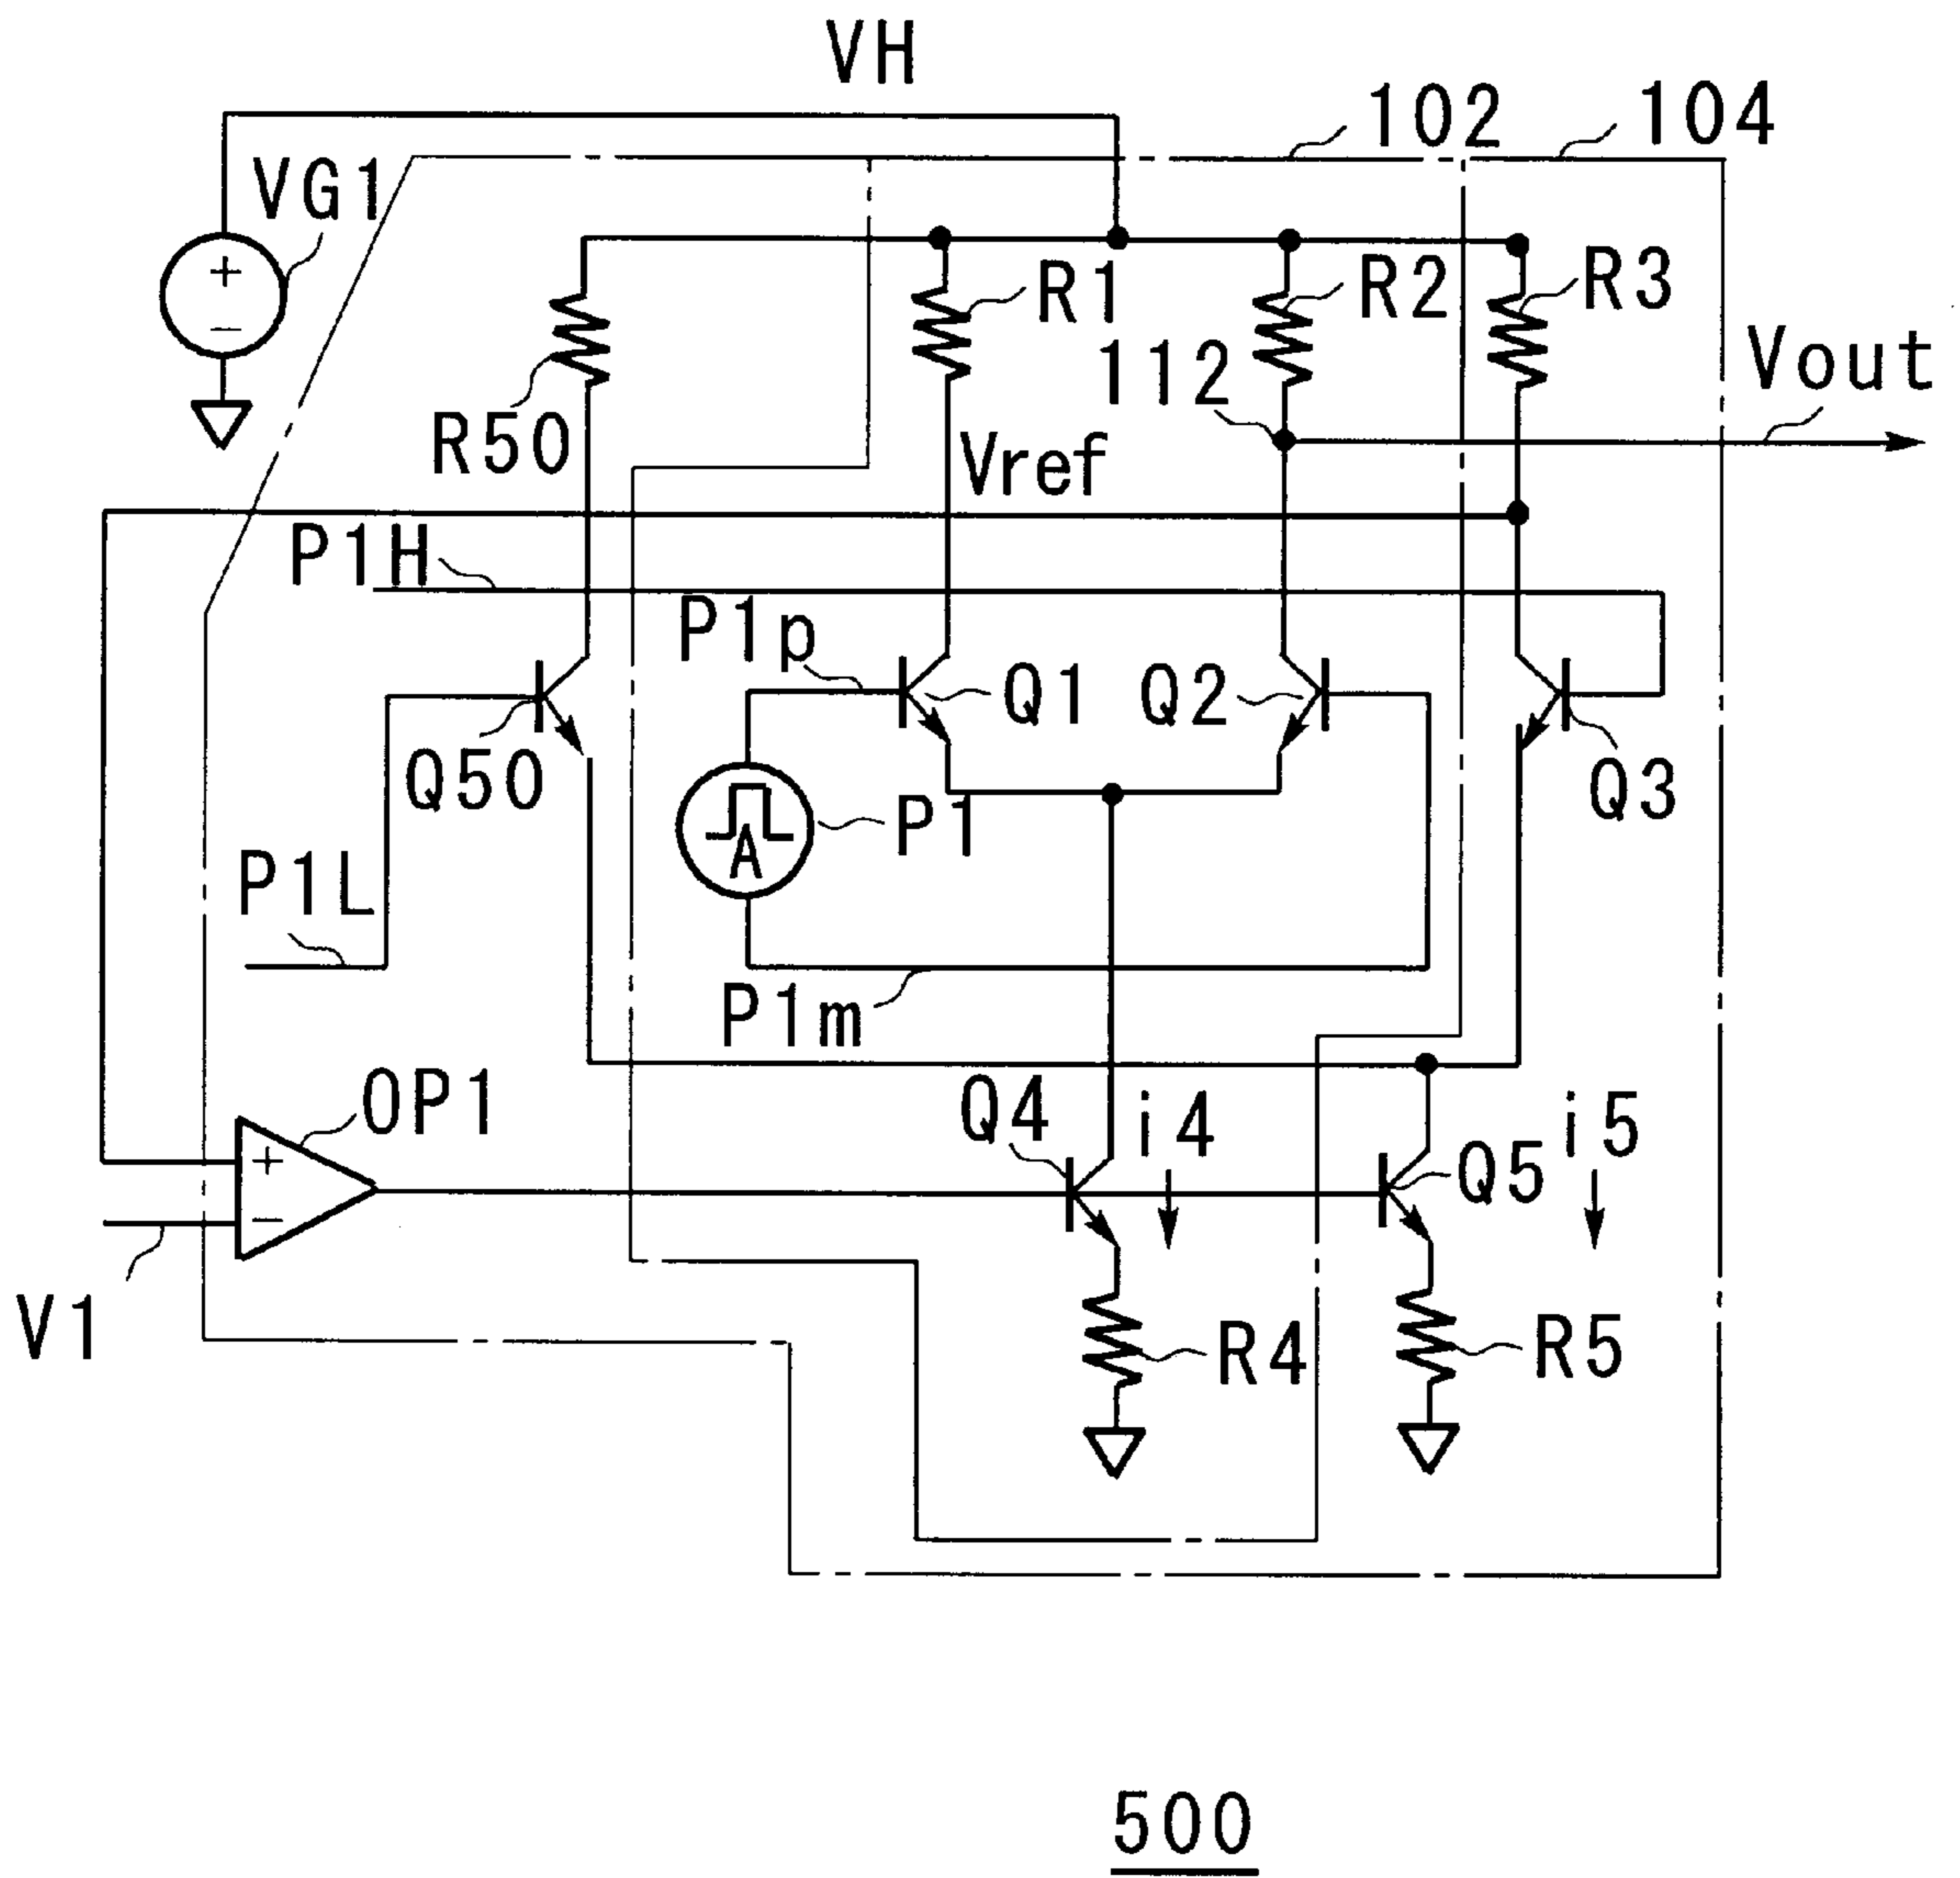 VH
102
104
VG1
+
−
R1
R2
R3
112
Vout
R50
Vref
P1H
P1p
Q1
Q2
Q50
Q3
P1
A
P1L
P1m
OP1
Q4
i4
i5
Q5
+
−
V1
R4
R5
500